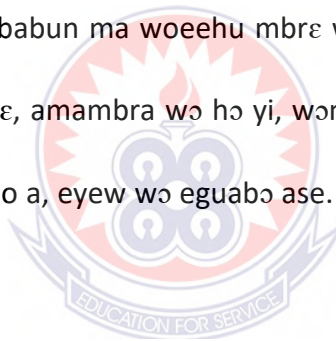 babun ma woeehu mbrɛ
ɛ, amambra wɔ hɔ yi,
o a, eyew wɔ eguabɔ ase.
EDUCATION FOR SERVICE